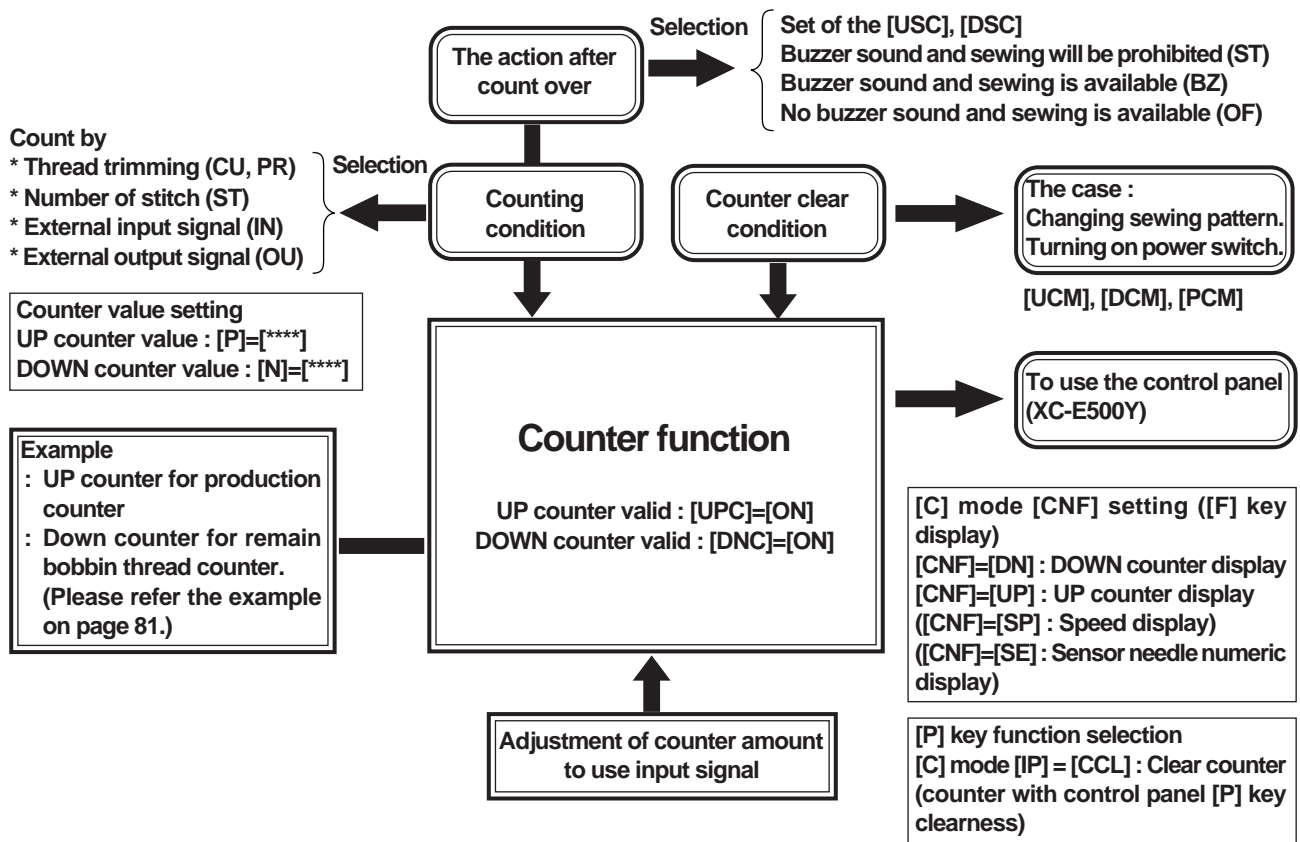 The action after
count over
Selection
Set of the [USC], [DSC]
Buzzer sound and sewing will be prohibited (ST)
Buzzer sound and sewing is available (BZ)
No buzzer sound and sewing is available (OF)
Count by
* Thread trimming (CU, PR)
* Number of stitch (ST)
* External input signal (IN)
* External output signal (OU)
Selection
Counting
condition
Counter clear
condition
The case :
Changing sewing pattern.
Turning on power switch.
[UCM], [DCM], [PCM]
Counter value setting
UP counter value : [P]=[****]
DOWN counter value : [N]=[****]
To use the control panel
(XC-E500Y)
Counter function
UP counter valid : [UPC]=[ON]
DOWN counter valid : [DNC]=[ON]
Example
: UP counter for production
counter
: Down counter for remain
bobbin thread counter.
(Please refer the example
on page 81.)
[C] mode [CNF] setting ([F] key
display)
[CNF]=[DN] : DOWN counter display
[CNF]=[UP] : UP counter display
([CNF]=[SP] : Speed display)
([CNF]=[SE] : Sensor needle numeric
display)
Adjustment of counter amount
to use input signal
[P] key function selection
[C] mode [IP] = [CCL] : Clear counter
(counter with control panel [P] key
clearness)